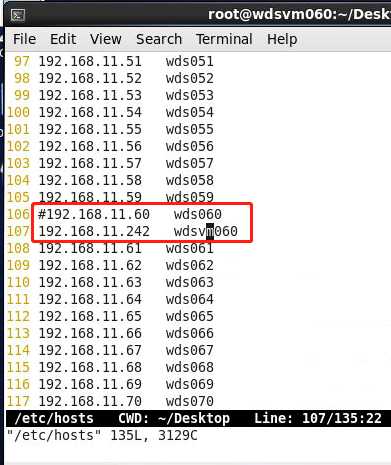 root@wdsvm060:~/Desktop
File Edit View Search Terminal Help
97 192.168.11.51 wds051
98 192.168.11.52 wds052
99 192.168.11.53 wds053
100 192.168.11.54 wds054
101 192.168.11.55 wds055
102 192.168.11.56 wds056
103 192.168.11.57 wds057
104 192.168.11.58 wds058
105 192.168.11.59 wds059
106 #192.168.11.60 wds060
107 192.168.11.242 wdsvm060
108 192.168.11.61 wds061
109 192.168.11.62 wds062
110 192.168.11.63 wds063
111 192.168.11.64 wds064
112 192.168.11.65 wds065
113 192.168.11.66 wds066
114 192.168.11.67 wds067
115 192.168.11.68 wds068
116 192.168.11.69 wds069
117 192.168.11.70 wds070
/etc/hosts CWD: ~/Desktop Line: 107/135:22
"/etc/hosts" 135L, 3129C